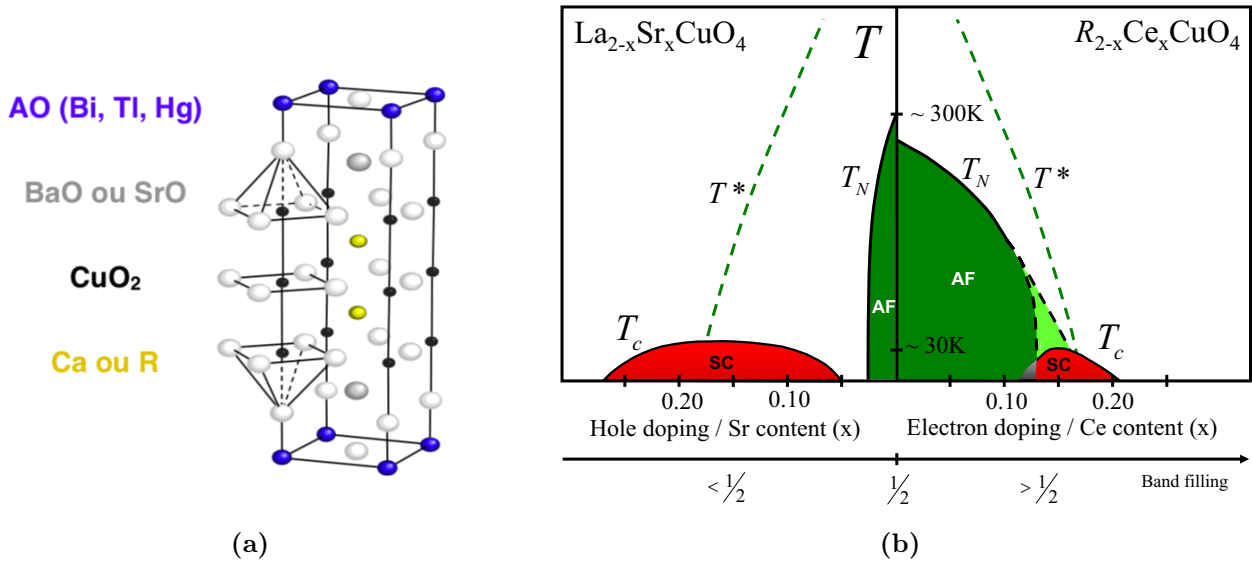 AO (Bi, Tl, Hg)
BaO ou SrO
CuO₂
Ca ou R
(a)
La₂₋ₓSrₓCuO₄
T
R₂₋ₓCeₓCuO₄
~ 300K
T*
T_N
T_N
T*
AF
AF
T_c
SC
~ 30K
SC
T_c
0.20
0.10
0.10
0.20
Hole doping / Sr content (x)
Electron doping / Ce content (x)
< 1/2
1/2
> 1/2
Band filling
(b)